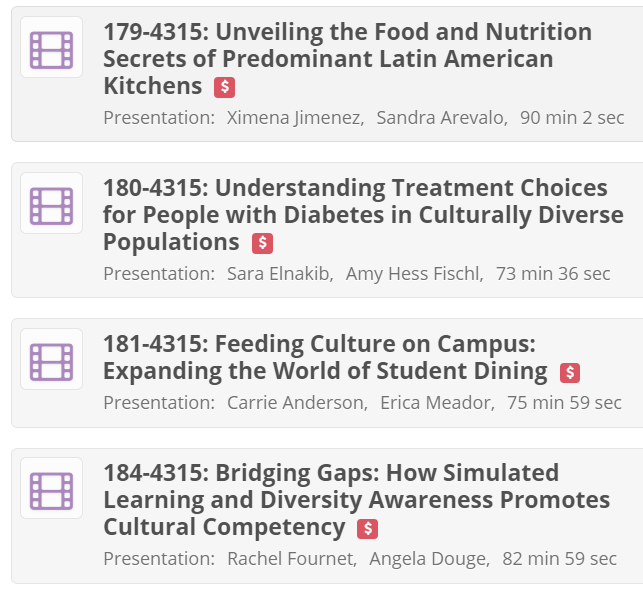 179-4315: Unveiling the Food and Nutrition
Secrets of Predominant Latin American
Kitchens $
Presentation: Ximena Jimenez, Sandra Arevalo, 90 min 2 sec
180-4315: Understanding Treatment Choices
for People with Diabetes in Culturally Diverse
Populations $
Presentation: Sara Elnakib, Amy Hess Fischl, 73 min 36 sec
181-4315: Feeding Culture on Campus:
Expanding the World of Student Dining $
Presentation: Carrie Anderson, Erica Meador, 75 min 59 sec
184-4315: Bridging Gaps: How Simulated
Learning and Diversity Awareness Promotes
Cultural Competency $
Presentation: Rachel Fournet, Angela Douge, 82 min 59 sec